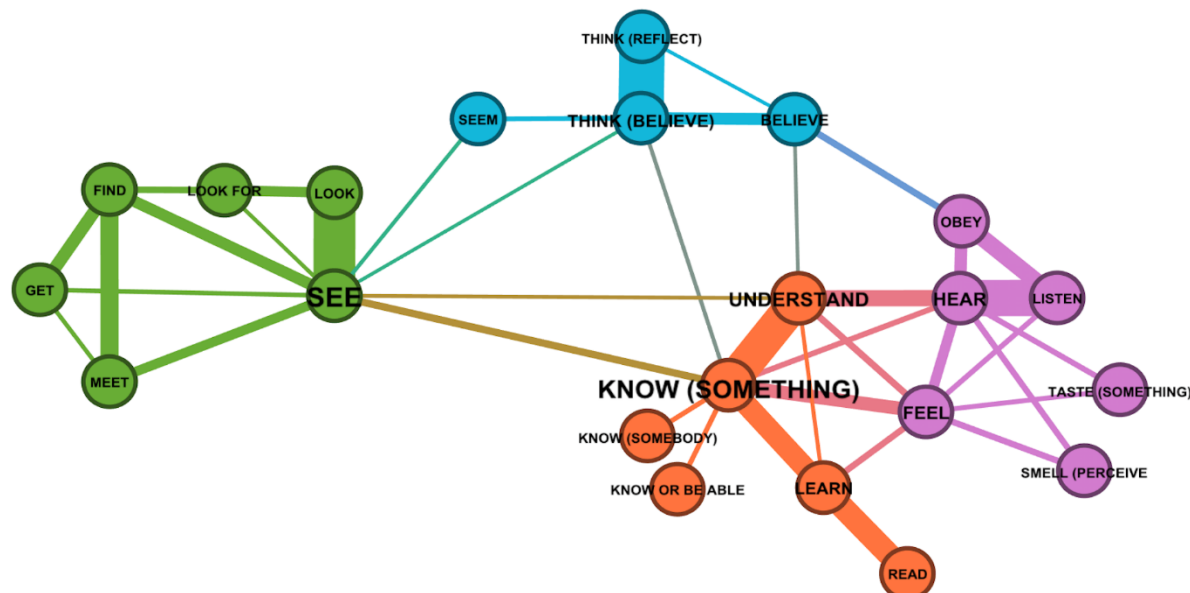 THINK (REFLECT)
SEEM
THINK (BELIEVE)
BELIEVE
FIND
LOOK FOR
LOOK
OBEY
GET
SEE
UNDERSTAND
HEAR
LISTEN
MEET
KNOW (SOMETHING)
TASTE (SOMETHING)
FEEL
KNOW (SOMEBODY)
SMELL (PERCEIVE
KNOW OR BE ABLE
LEARN
READ